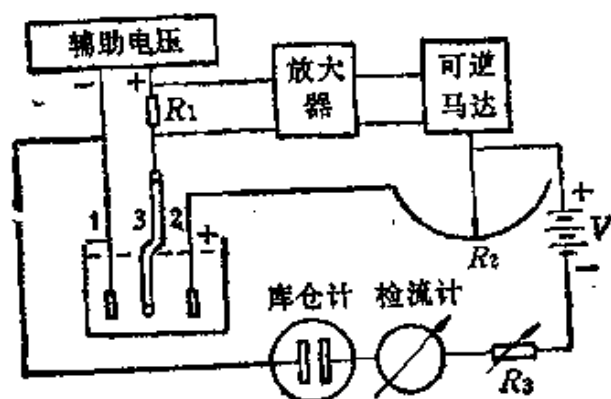 辅助电压
放大器
可逆马达
− +
R1
1 3 2 +
R2
+ V −
库仑计 检流计
R3